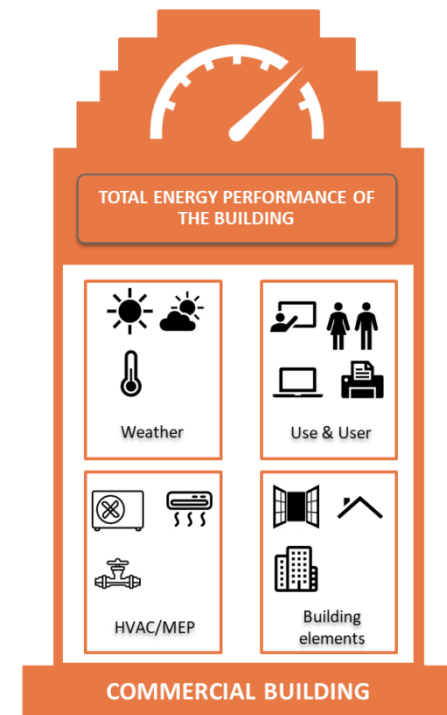 TOTAL ENERGY PERFORMANCE OF
THE BUILDING
Weather
Use & User
HVAC/MEP
Building
elements
COMMERCIAL BUILDING